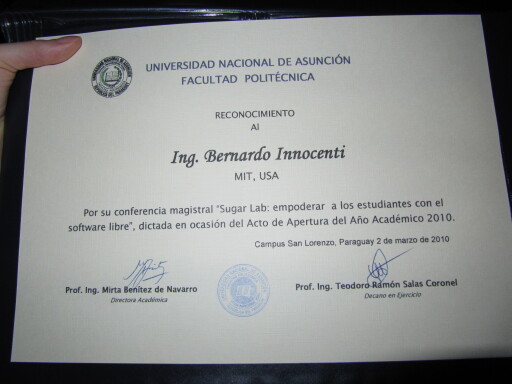 UNIVERSIDAD NACIONAL DE ASUNCIÓN
FACULTAD POLITÉCNICA
RECONOCIMIENTO
Al
Ing. Bernardo Innocenti
MIT, USA
Por su conferencia magistral "Sugar Lab: empoderar a los estudiantes con el
software libre", dictada en ocasión del Acto de Apertura del Año Académico 2010.
Campus San Lorenzo, Paraguay 2 de marzo de 2010
Prof. Ing. Mirta Benítez de Navarro
Directora Académica
Prof. Ing. Teodoro Ramón Salas Coronel
Decano en Ejercicio